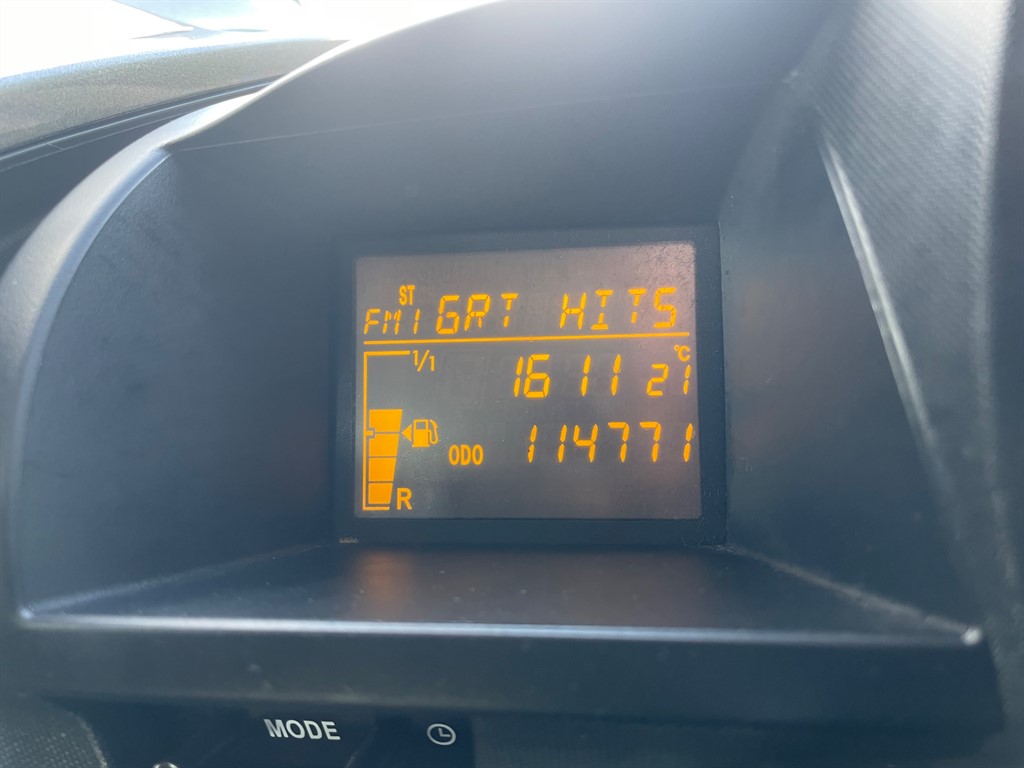 ST
FM1 GRT HITS
1/1
°C
16 11 21
ODO 114771
R
MODE